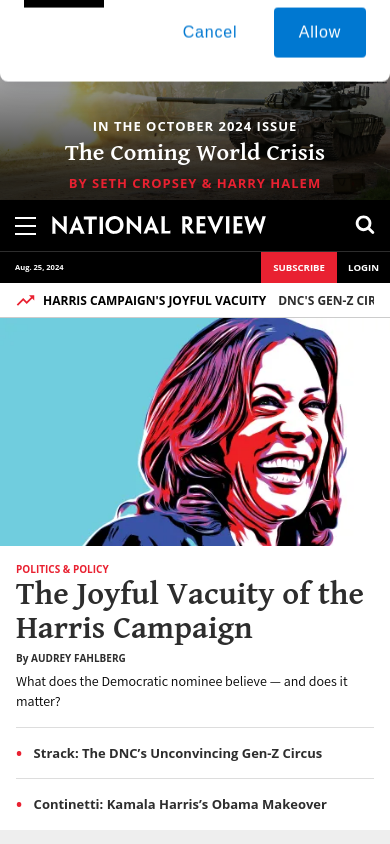 Cancel
Allow
IN THE OCTOBER 2024 ISSUE
The Coming World Crisis
BY SETH CROPSEY & HARRY HALEM
NATIONAL REVIEW
Aug. 25, 2024
SUBSCRIBE
LOGIN
HARRIS CAMPAIGN'S JOYFUL VACUITY
DNC'S GEN-Z CIR
POLITICS & POLICY
The Joyful Vacuity of the
Harris Campaign
By AUDREY FAHLBERG
What does the Democratic nominee believe — and does it
matter?
• Strack: The DNC’s Unconvincing Gen-Z Circus
• Continetti: Kamala Harris’s Obama Makeover